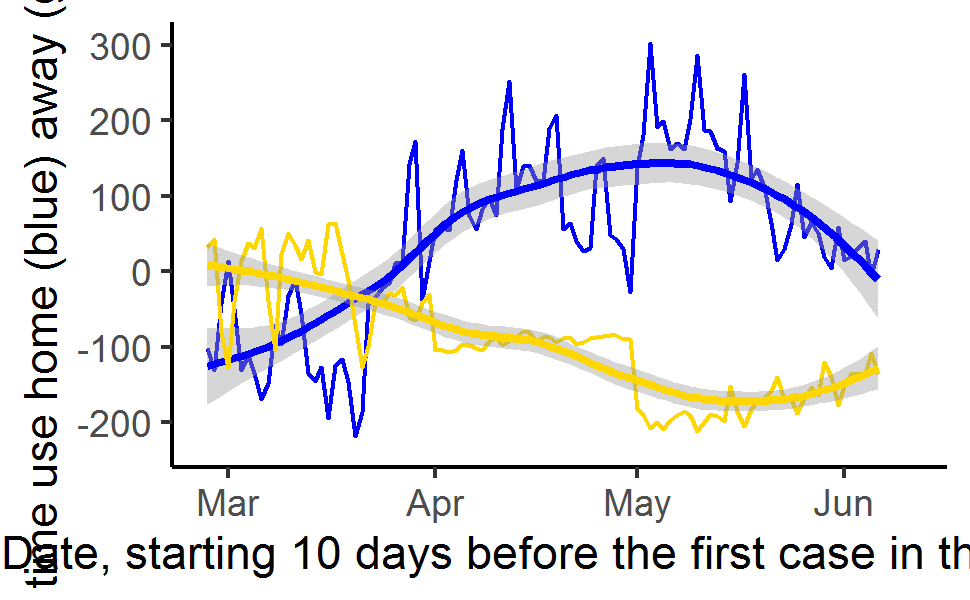 time use home (blue) away (
300
200
100
0
-100
-200
Mar Apr May Jun
Date, starting 10 days before the first case in th